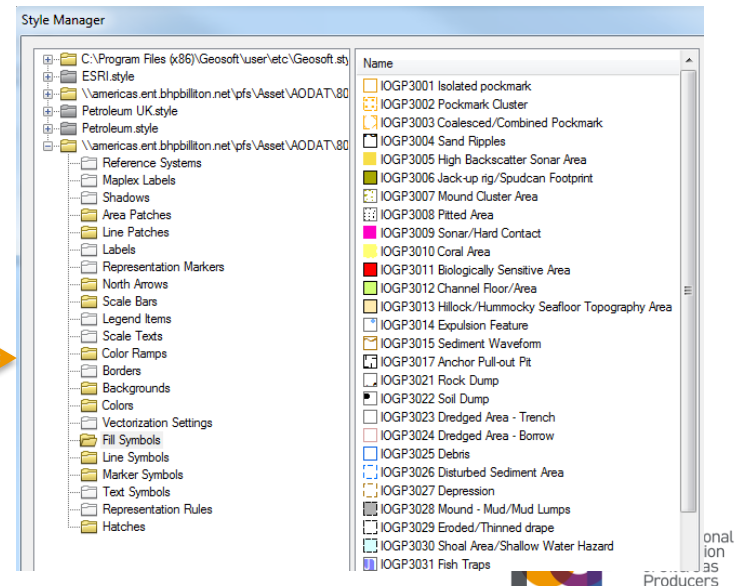 Style Manager
C:\Program Files (x86)\Geosoft\user\etc\Geosoft.sty
ESRI.style
\\americas.ent.bhpbilliton.net\pfs\Asset\AODAT\80
Petroleum UK.style
Petroleum.style
\\americas.ent.bhpbilliton.net\pfs\Asset\AODAT\80
Reference Systems
Maplex Labels
Shadows
Area Patches
Line Patches
Labels
Representation Markers
North Arrows
Scale Bars
Legend Items
Scale Texts
Color Ramps
Borders
Backgrounds
Colors
Vectorization Settings
Fill Symbols
Line Symbols
Marker Symbols
Text Symbols
Representation Rules
Hatches
Name
IOGP3001 Isolated pockmark
IOGP3002 Pockmark Cluster
IOGP3003 Coalesced/Combined Pockmark
IOGP3004 Sand Ripples
IOGP3005 High Backscatter Sonar Area
IOGP3006 Jack-up rig/Spudcan Footprint
IOGP3007 Mound Cluster Area
IOGP3008 Pitted Area
IOGP3009 Sonar/Hard Contact
IOGP3010 Coral Area
IOGP3011 Biologically Sensitive Area
IOGP3012 Channel Floor/Area
IOGP3013 Hillock/Hummocky Seafloor Topography Area
IOGP3014 Expulsion Feature
IOGP3015 Sediment Waveform
IOGP3017 Anchor Pull-out Pit
IOGP3021 Rock Dump
IOGP3022 Soil Dump
IOGP3023 Dredged Area - Trench
IOGP3024 Dredged Area - Borrow
IOGP3025 Debris
IOGP3026 Disturbed Sediment Area
IOGP3027 Depression
IOGP3028 Mound - Mud/Mud Lumps
IOGP3029 Eroded/Thinned drape
IOGP3030 Shoal Area/Shallow Water Hazard
IOGP3031 Fish Traps
onal
ion
as
Producers